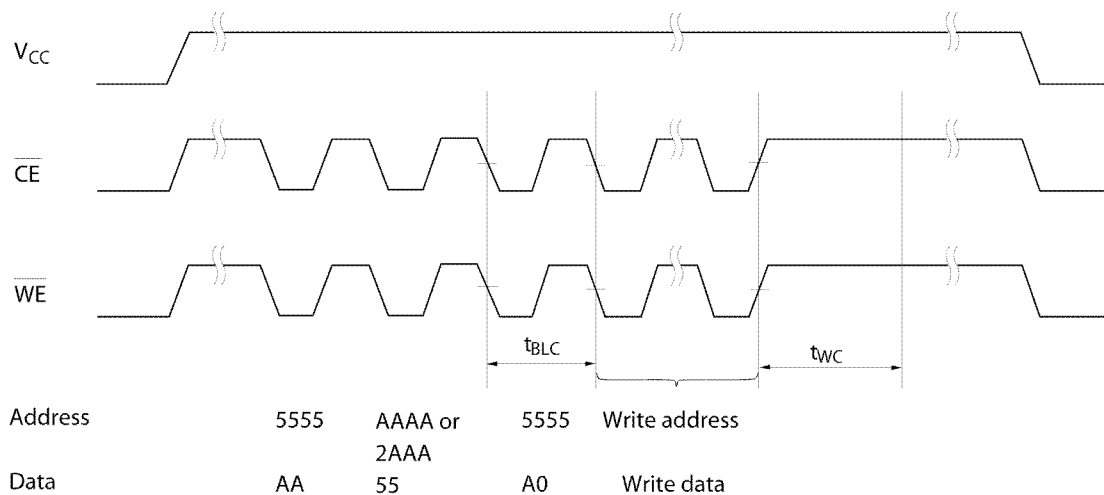 VCC
CE
WE
tBLC
tWC
Address 5555 AAAA or 5555 Write address
2AAA
Data AA 55 A0 Write data